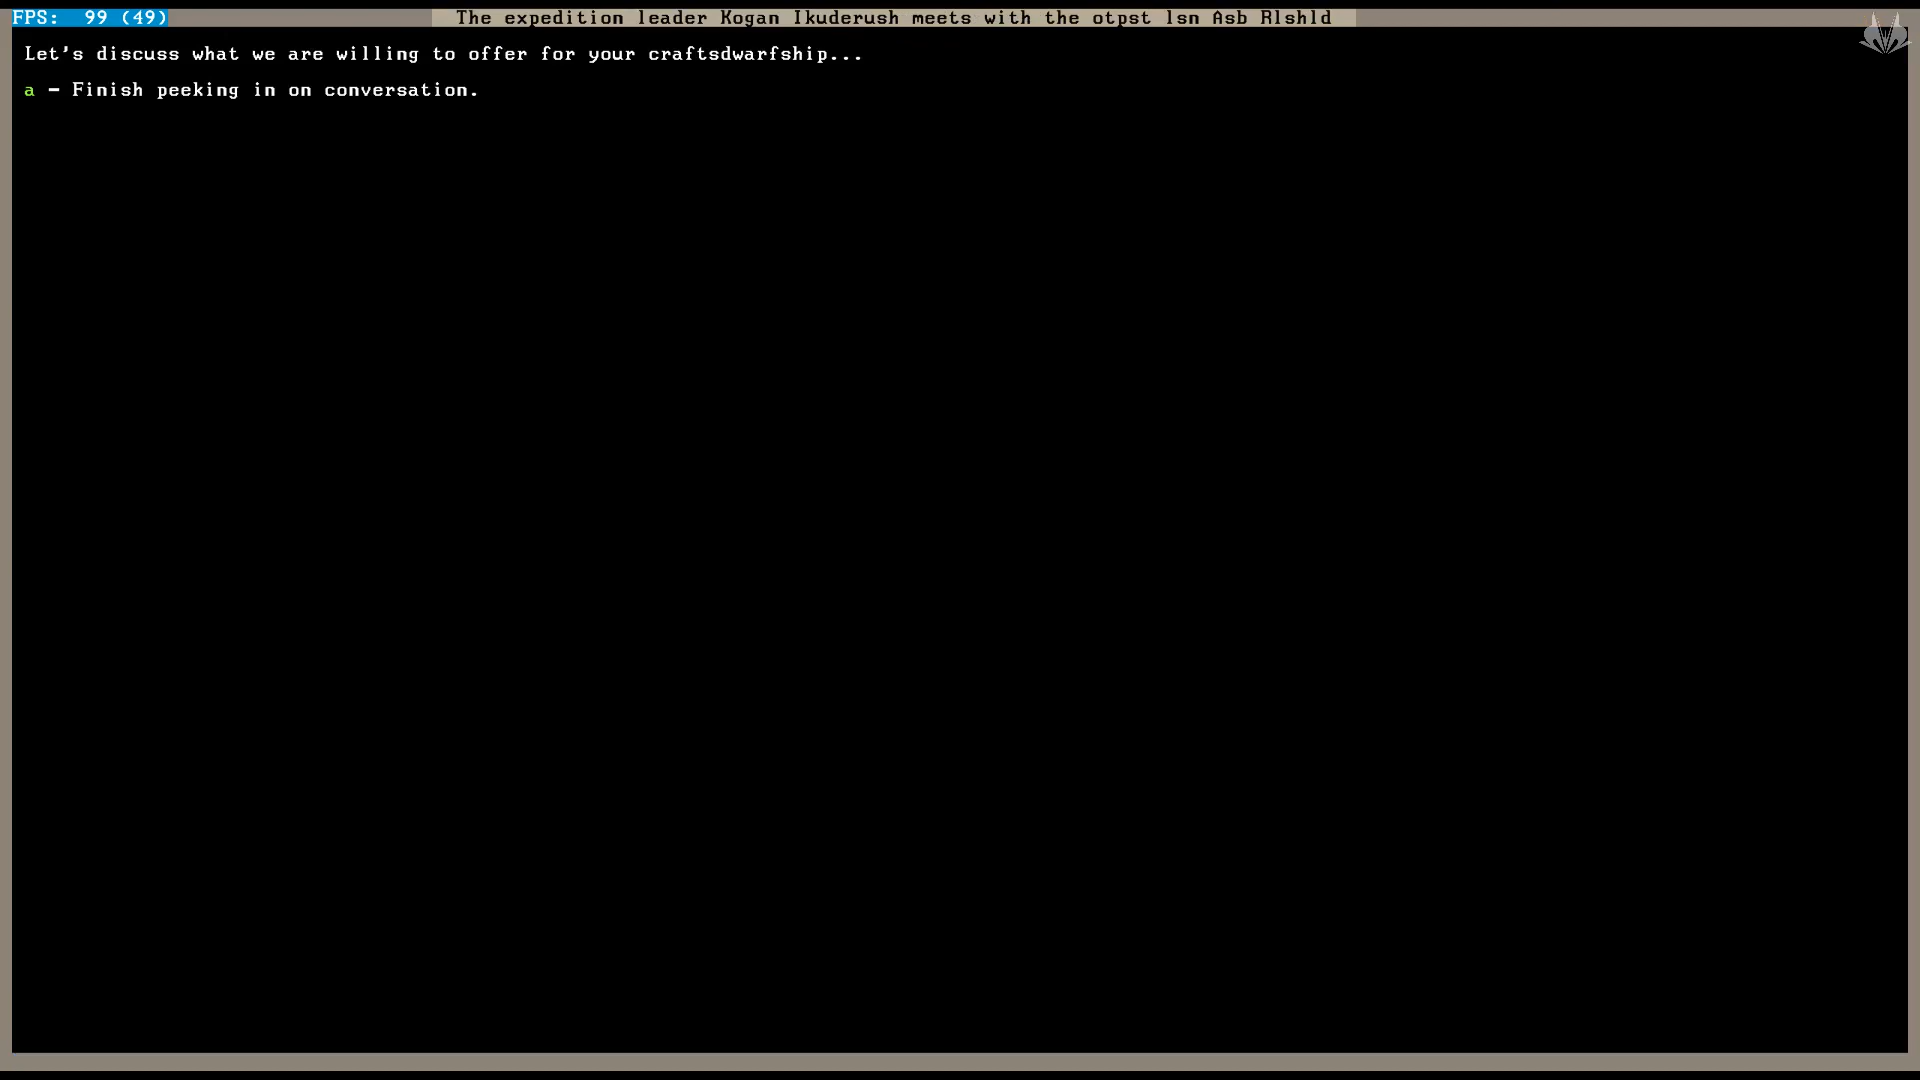 FPS: 99 (49)
The expedition leader Kogan Ikuderush meets with the otpst lsn Asb Rlshld
Let's discuss what we are willing to offer for your craftsdwarfship...
a - Finish peeking in on conversation.